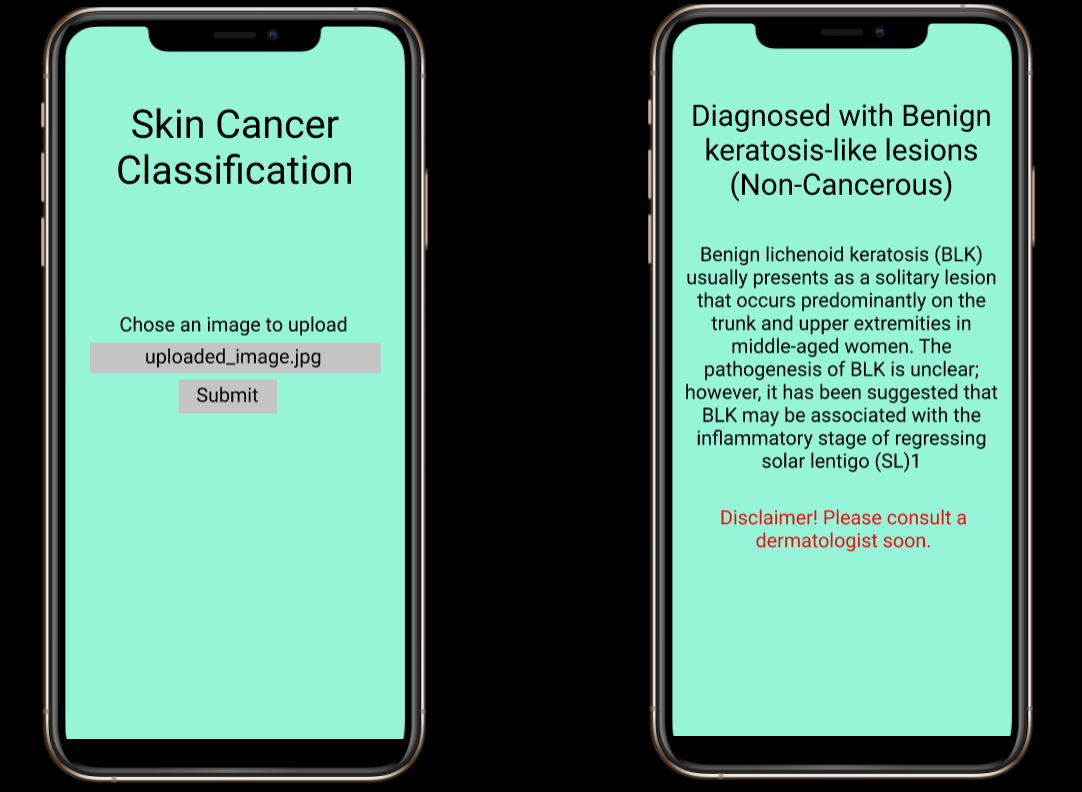 Skin Cancer
Classification
Chose an image to upload
uploaded_image.jpg
Submit
Diagnosed with Benign
keratosis-like lesions
(Non-Cancerous)
Benign lichenoid keratosis (BLK)
usually presents as a solitary lesion
that occurs predominantly on the
trunk and upper extremities in
middle-aged women. The
pathogenesis of BLK is unclear;
however, it has been suggested that
BLK may be associated with the
inflammatory stage of regressing
solar lentigo (SL)1
Disclaimer! Please consult a
dermatologist soon.